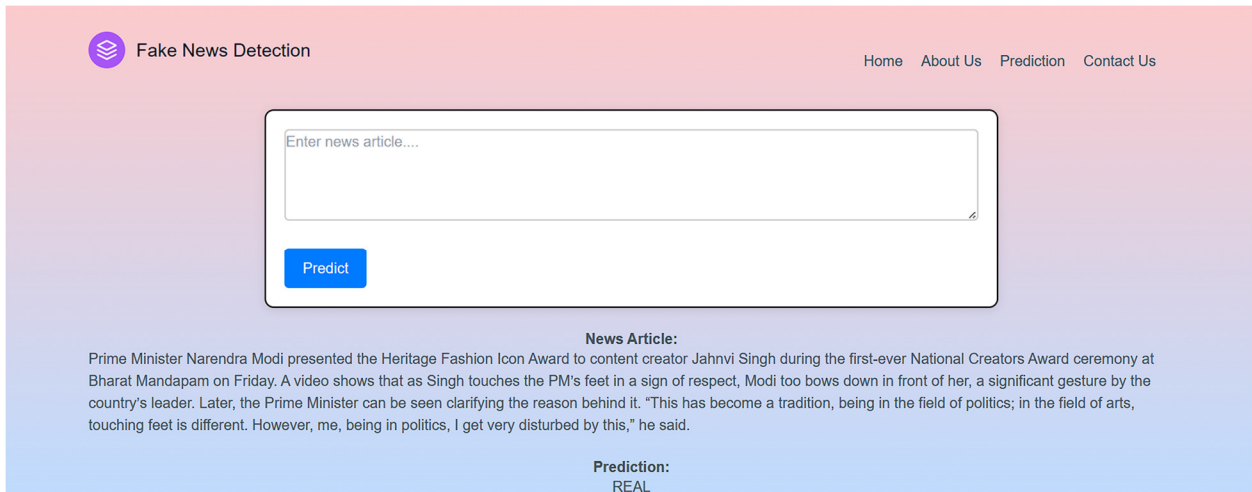 Fake News Detection
Home About Us Prediction Contact Us
Enter news article....
Predict
News Article:
Prime Minister Narendra Modi presented the Heritage Fashion Icon Award to content creator Jahnvi Singh during the first-ever National Creators Award ceremony at
Bharat Mandapam on Friday. A video shows that as Singh touches the PM's feet in a sign of respect, Modi too bows down in front of her, a significant gesture by the
country's leader. Later, the Prime Minister can be seen clarifying the reason behind it. “This has become a tradition, being in the field of politics; in the field of arts,
touching feet is different. However, me, being in politics, I get very disturbed by this,” he said.
Prediction:
REAL